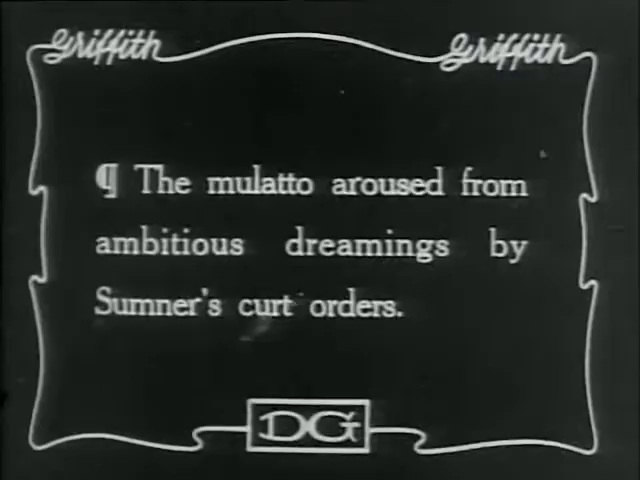 Griffith Griffith
¶ The mulatto aroused from
ambitious dreamings by
Sumner's curt orders.
DG